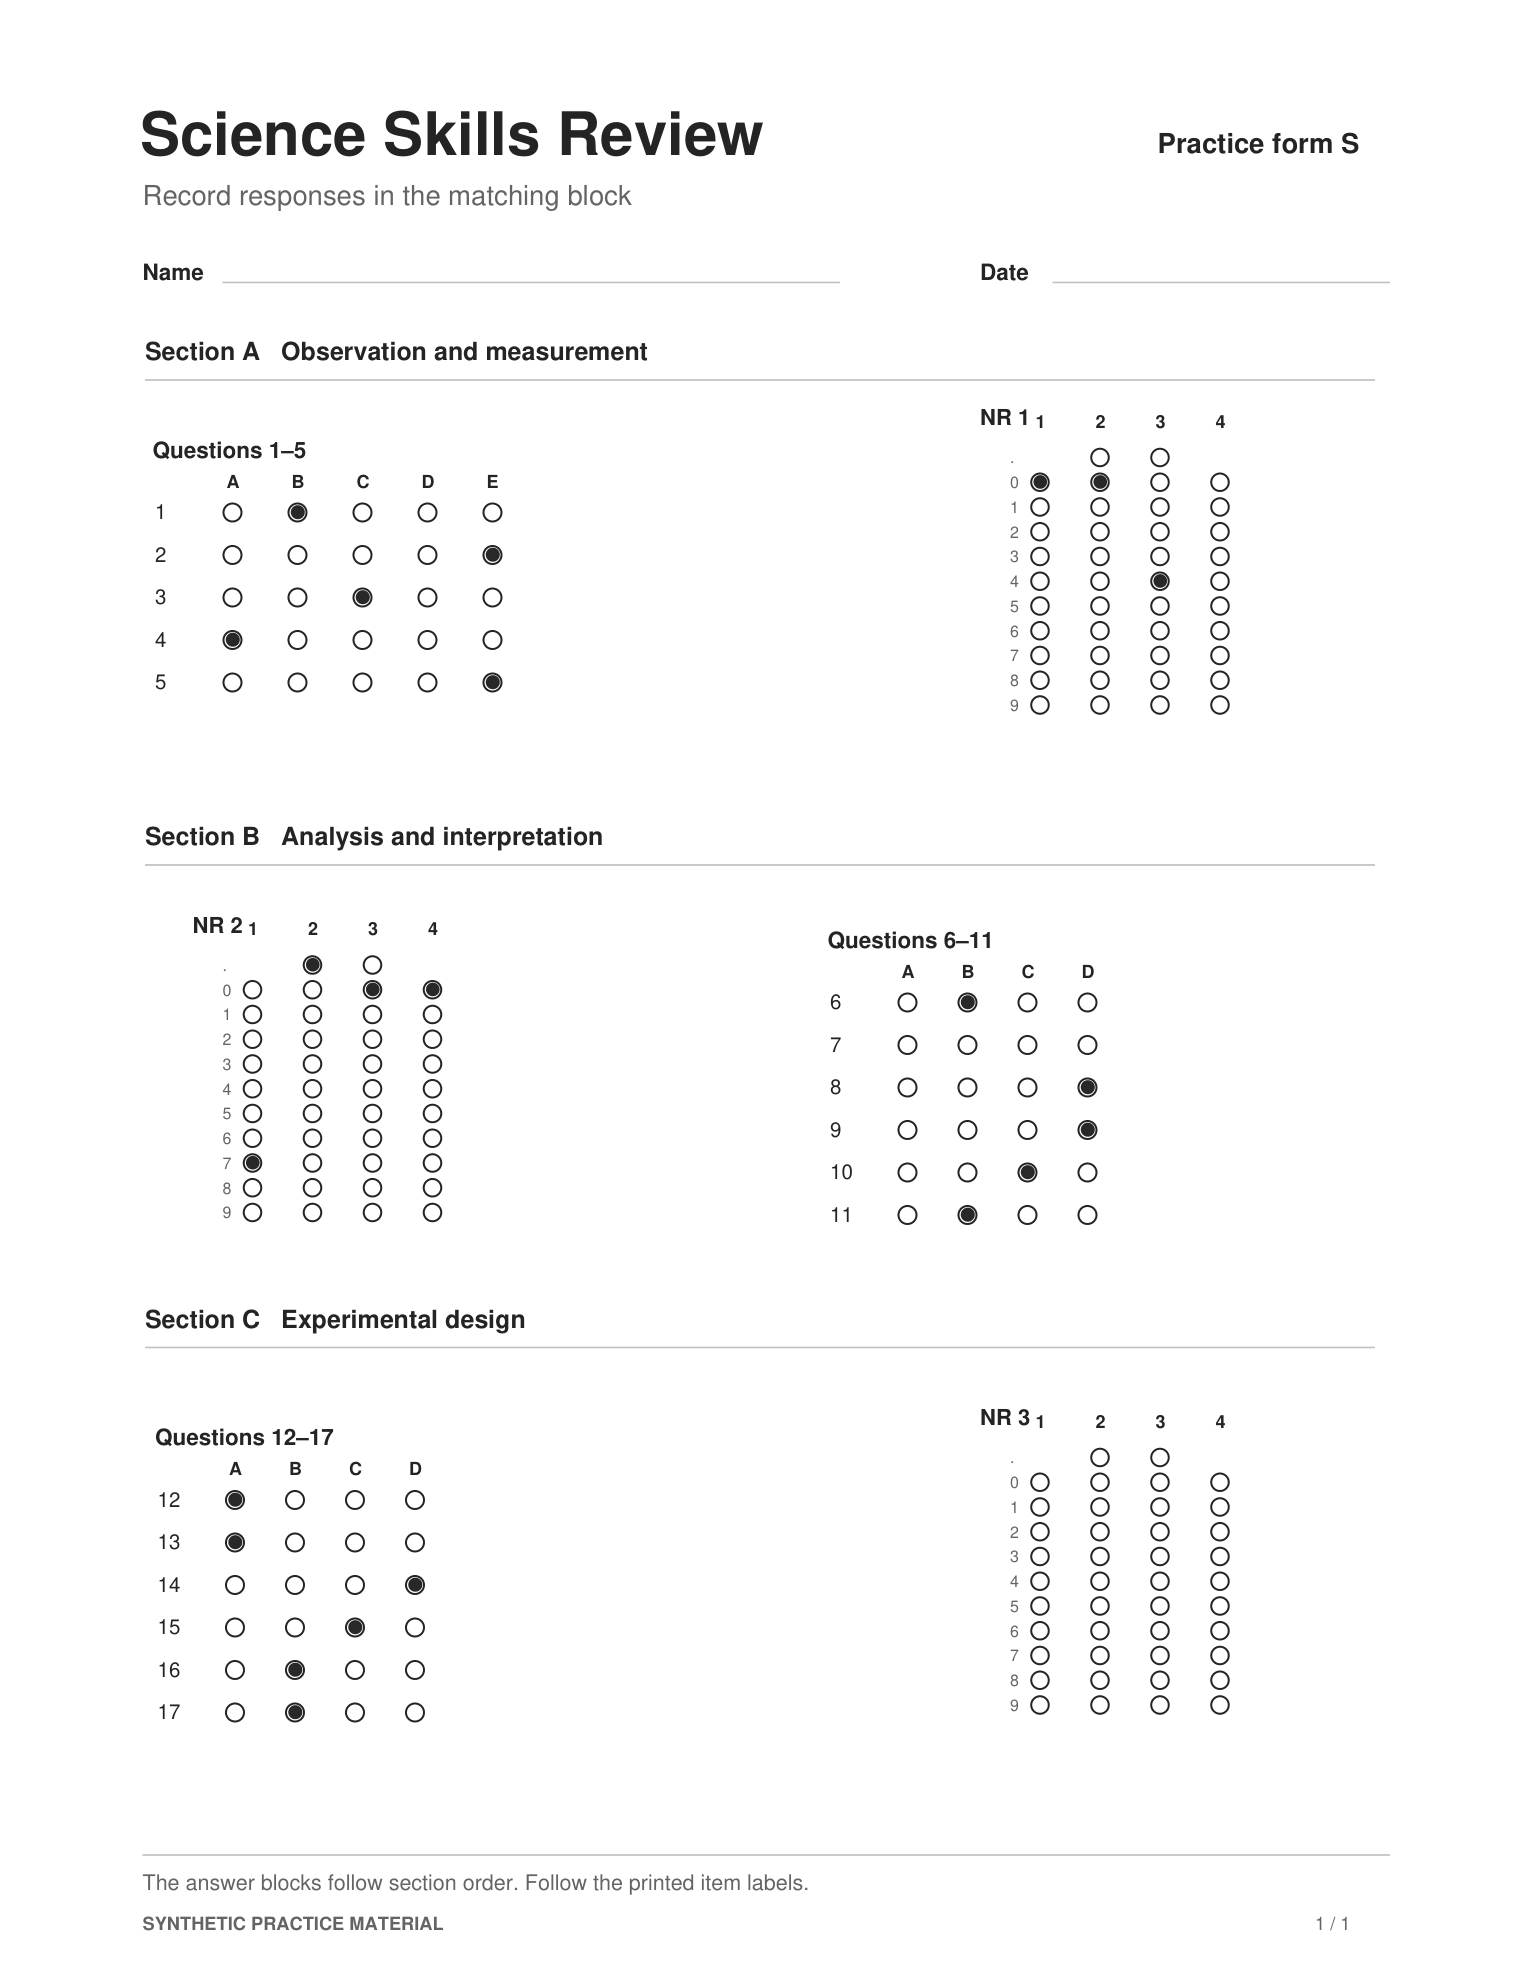 Science Skills Review
Practice form S
Record responses in the matching block
Name
Date
Section A Observation and measurement
Questions 1–5
A B C D E
1
2
3
4
5
NR 1 1 2 3 4
.
0
1
2
3
4
5
6
7
8
9
Section B Analysis and interpretation
NR 2 1 2 3 4
.
0
1
2
3
4
5
6
7
8
9
Questions 6–11
A B C D
6
7
8
9
10
11
Section C Experimental design
Questions 12–17
A B C D
12
13
14
15
16
17
NR 3 1 2 3 4
.
0
1
2
3
4
5
6
7
8
9
The answer blocks follow section order. Follow the printed item labels.
SYNTHETIC PRACTICE MATERIAL
1 / 1